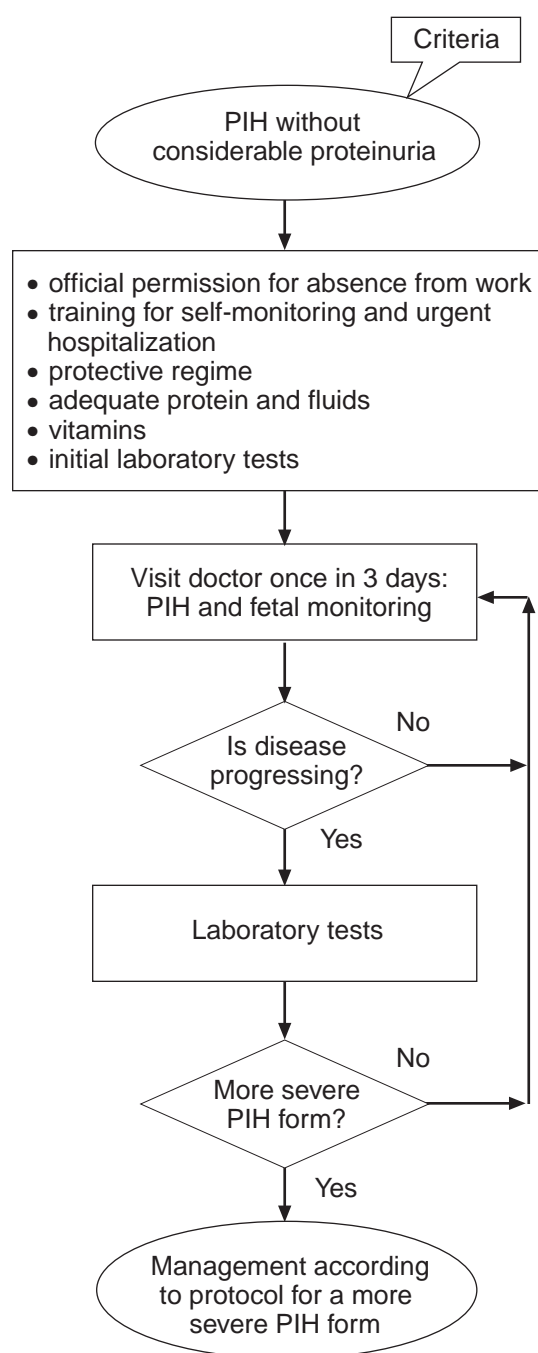 Criteria
PIH without
considerable proteinuria
• official permission for absence from work
• training for self-monitoring and urgent
hospitalization
• protective regime
• adequate protein and fluids
• vitamins
• initial laboratory tests
Visit doctor once in 3 days:
PIH and fetal monitoring
No
Is disease
progressing?
Yes
Laboratory tests
No
More severe
PIH form?
Yes
Management according
to protocol for a more
severe PIH form